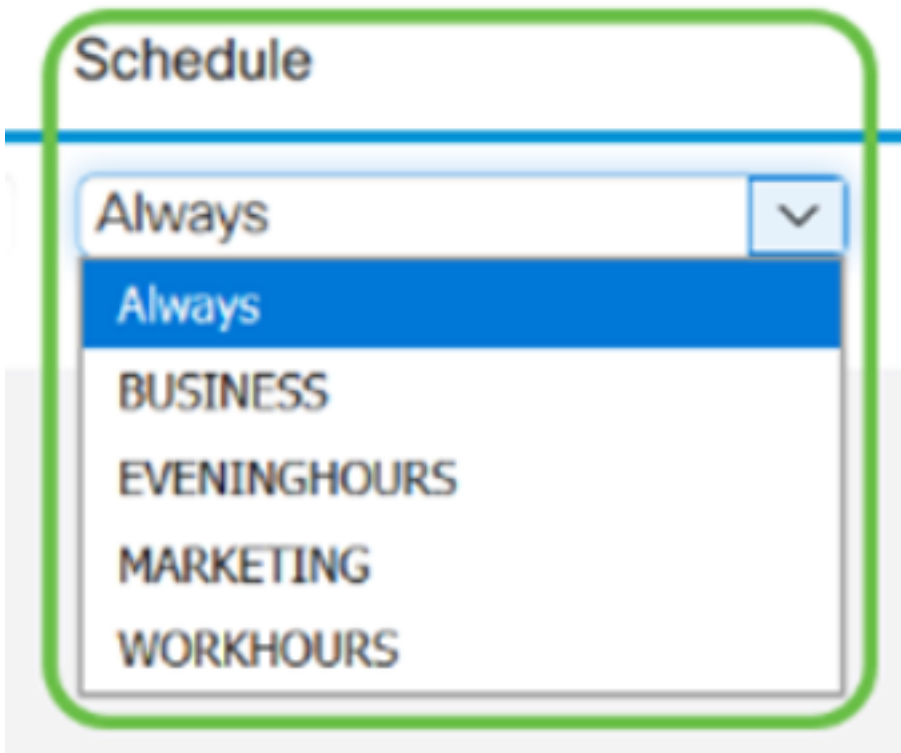 Schedule
Always
Always
BUSINESS
EVENINGHOURS
MARKETING
WORKHOURS